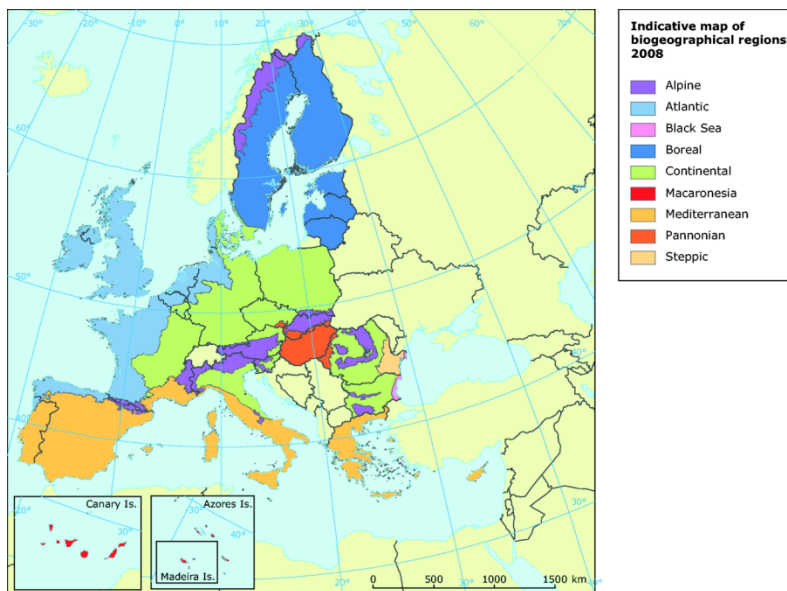 -30° -20° -10° 0° 10° 20° 30° 40° 50° 60° 70°
60°
50°
40°
40°
30°
Canary Is.
30°
Azores Is.
40°
Madeira Is.
20°
30°
40°
0 500 1000 1500 km
Indicative map of
biogeographical regions
2008
Alpine
Atlantic
Black Sea
Boreal
Continental
Macaronesia
Mediterranean
Pannonian
Steppic